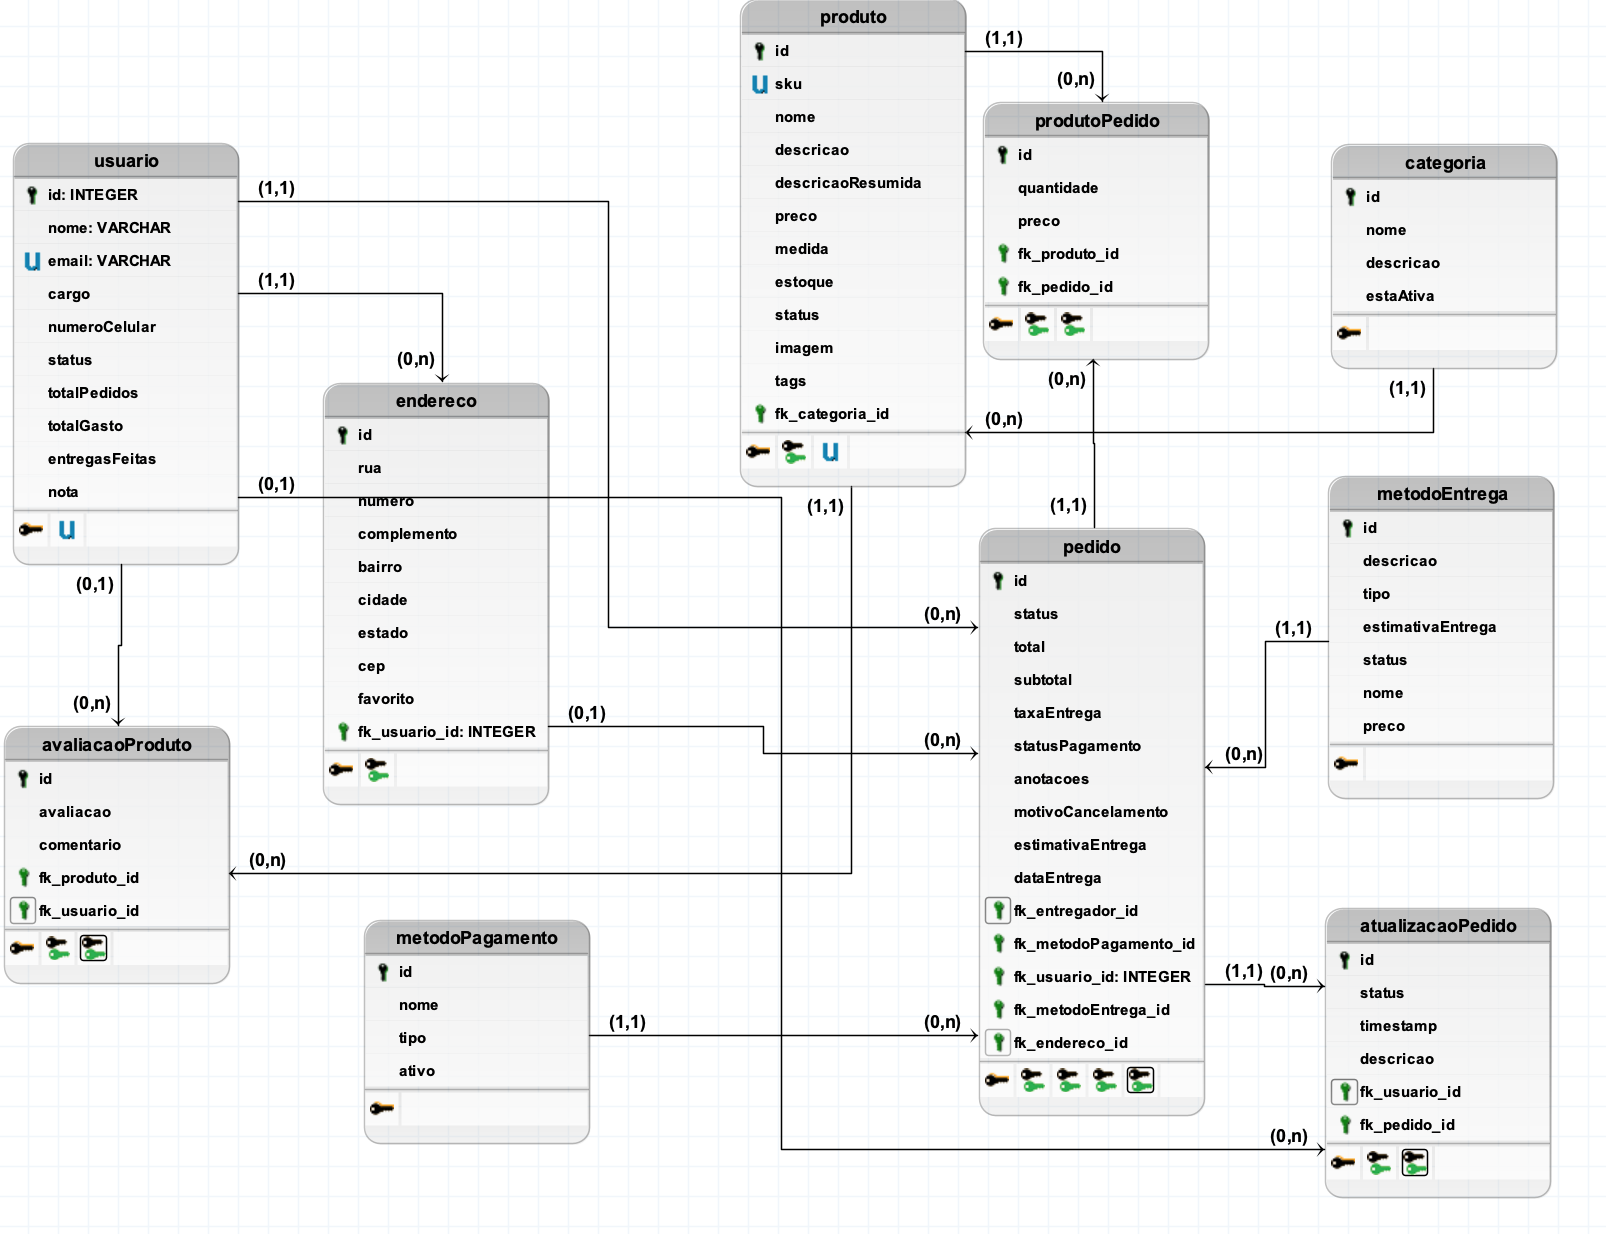 produto
id
sku
nome
descricao
descricaoResumida
preco
medida
estoque
status
imagem
tags
fk_categoria_id
(1,1)
(0,n)
produtoPedido
id
quantidade
preco
fk_produto_id
fk_pedido_id
categoria
id
nome
descricao
estaAtiva
(1,1)
(0,n)
usuario
id: INTEGER
nome: VARCHAR
email: VARCHAR
cargo
numeroCelular
status
totalPedidos
totalGasto
entregasFeitas
nota
(1,1)
(1,1)
(0,n)
(0,1)
(0,1)
(0,n)
endereco
id
rua
numero
complemento
bairro
cidade
estado
cep
favorito
fk_usuario_id: INTEGER
(0,1)
(0,n)
(0,n)
(1,1)
(0,n)
(1,1)
pedido
id
status
total
subtotal
taxaEntrega
statusPagamento
anotacoes
motivoCancelamento
estimativaEntrega
dataEntrega
fk_entregador_id
fk_metodoPagamento_id
fk_usuario_id: INTEGER
fk_metodoEntrega_id
fk_endereco_id
metodoEntrega
id
descricao
tipo
estimativaEntrega
status
nome
preco
(1,1)
(0,n)
avaliacaoProduto
id
avaliacao
comentario
fk_produto_id
fk_usuario_id
(0,n)
metodoPagamento
id
nome
tipo
ativo
(1,1)
(0,n)
(1,1)
(0,n)
(0,n)
atualizacaoPedido
id
status
timestamp
descricao
fk_usuario_id
fk_pedido_id